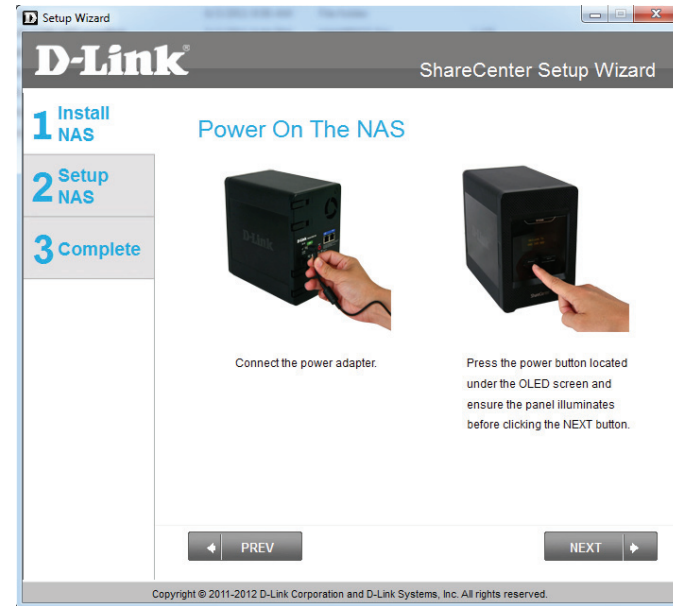 Setup Wizard
D-Link®
ShareCenter Setup Wizard
1 Install
NAS
2 Setup
NAS
3 Complete
Power On The NAS
D-Link
Connect the power adapter.
Press the power button located
under the OLED screen and
ensure the panel illuminates
before clicking the NEXT button.
PREV
NEXT
Copyright © 2011-2012 D-Link Corporation and D-Link Systems, Inc. All rights reserved.